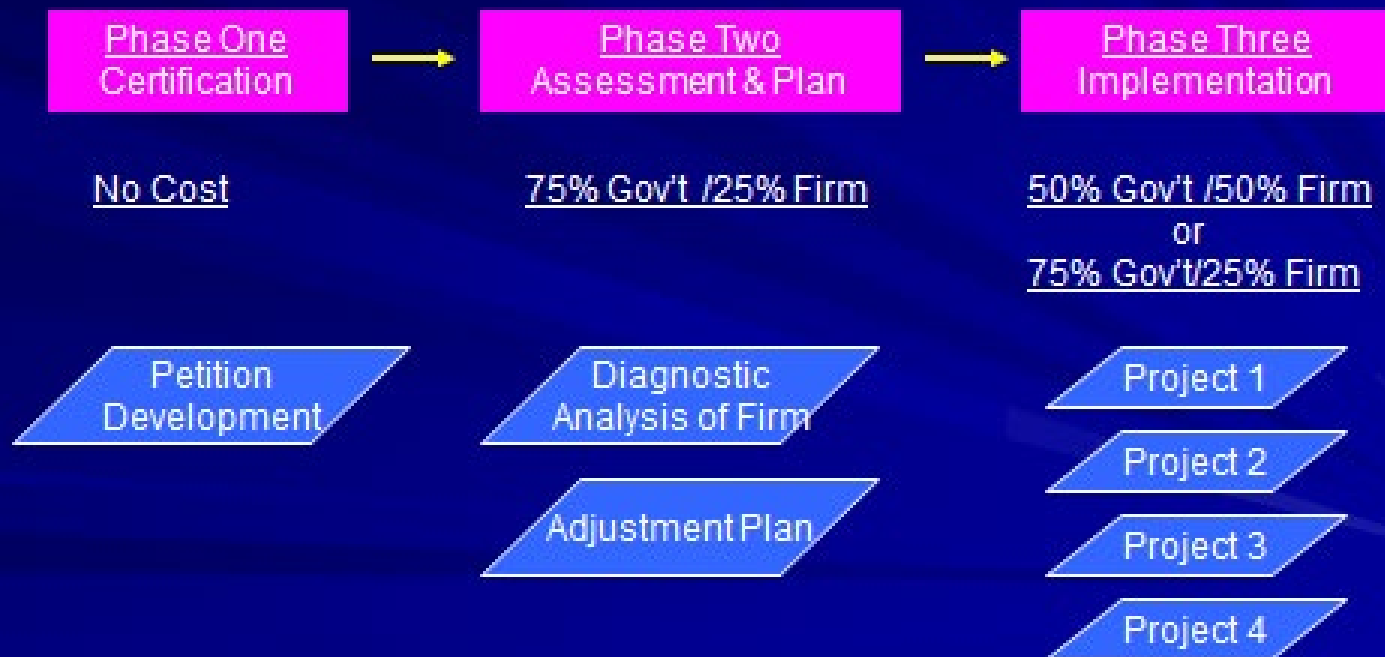 Phase One
Certification
Phase Two
Assessment & Plan
Phase Three
Implementation
No Cost
75% Gov't /25% Firm
50% Gov't /50% Firm
or
75% Gov't/25% Firm
Petition
Development
Diagnostic
Analysis of Firm
Adjustment Plan
Project 1
Project 2
Project 3
Project 4